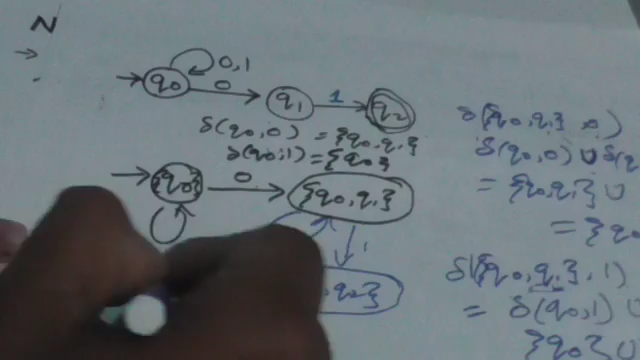 N
0,1
q0 0 q1 1 q2
δ(q0,0) = {q0,q1}
δ(q0,1) = {q0}
{q0} 0 {q0,q1}
1
q2}
δ({q0,q1},0)
δ(q0,0) ∪ δ(q
= {q0,q1} ∪
= {q0
δ({q0,q1},1)
= δ(q0,1) ∪
{q0} ∪